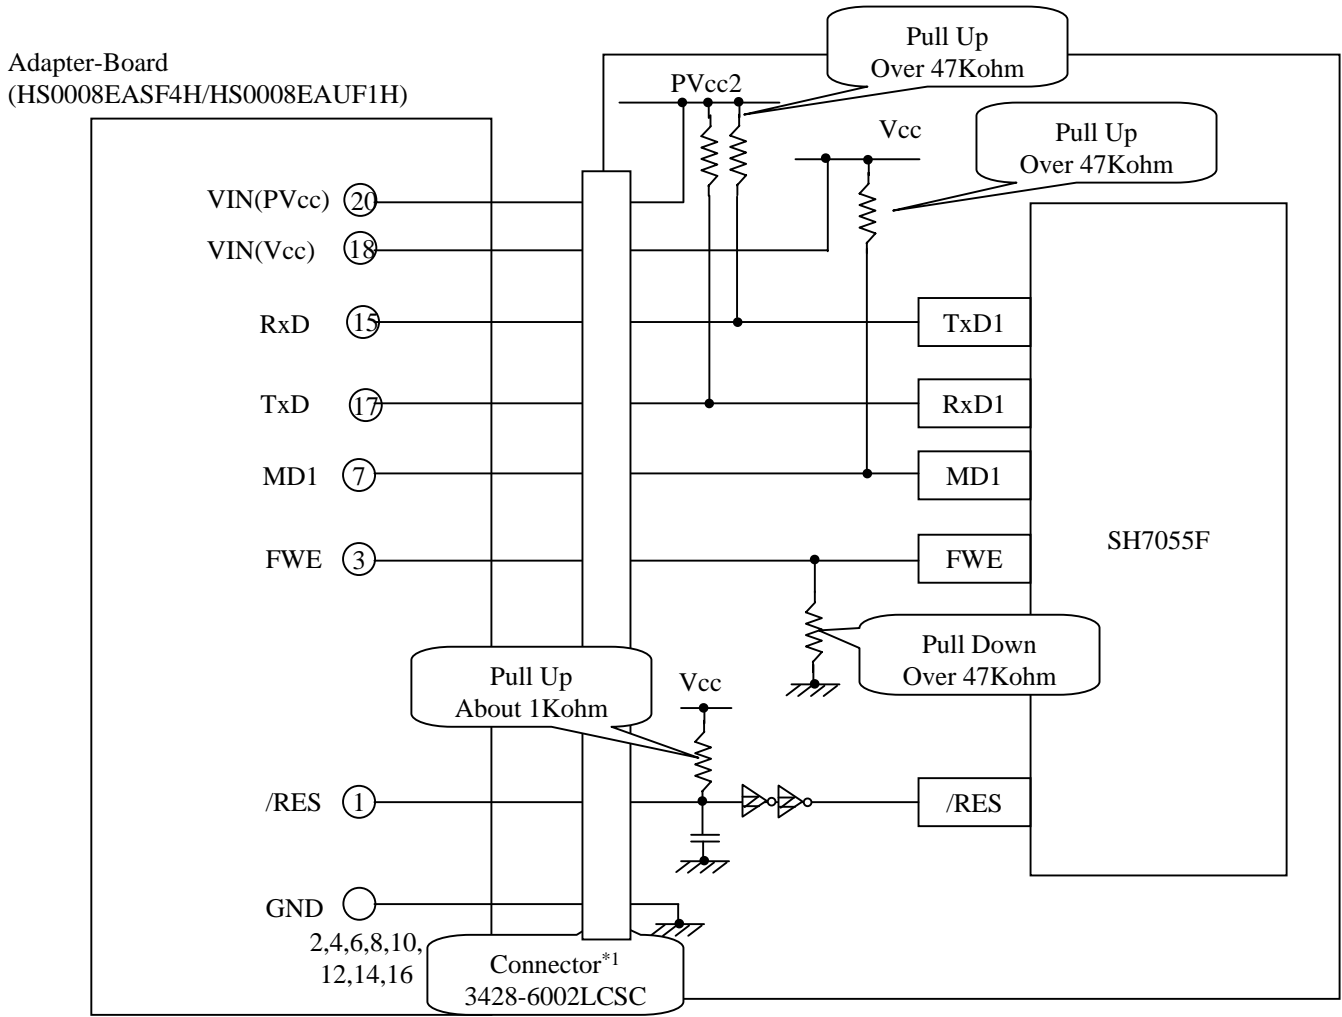 Adapter-Board
(HS0008EASF4H/HS0008EAUF1H)
Pull Up
Over 47Kohm
PVcc2
Vcc
Pull Up
Over 47Kohm
VIN(PVcc) 20
VIN(Vcc) 18
RxD 15
TxD1
TxD 17
RxD1
MD1 7
MD1
FWE 3
FWE
SH7055F
Pull Down
Over 47Kohm
Pull Up
About 1Kohm
Vcc
/RES 1
/RES
GND
2,4,6,8,10,
12,14,16
Connector*1
3428-6002LCSC